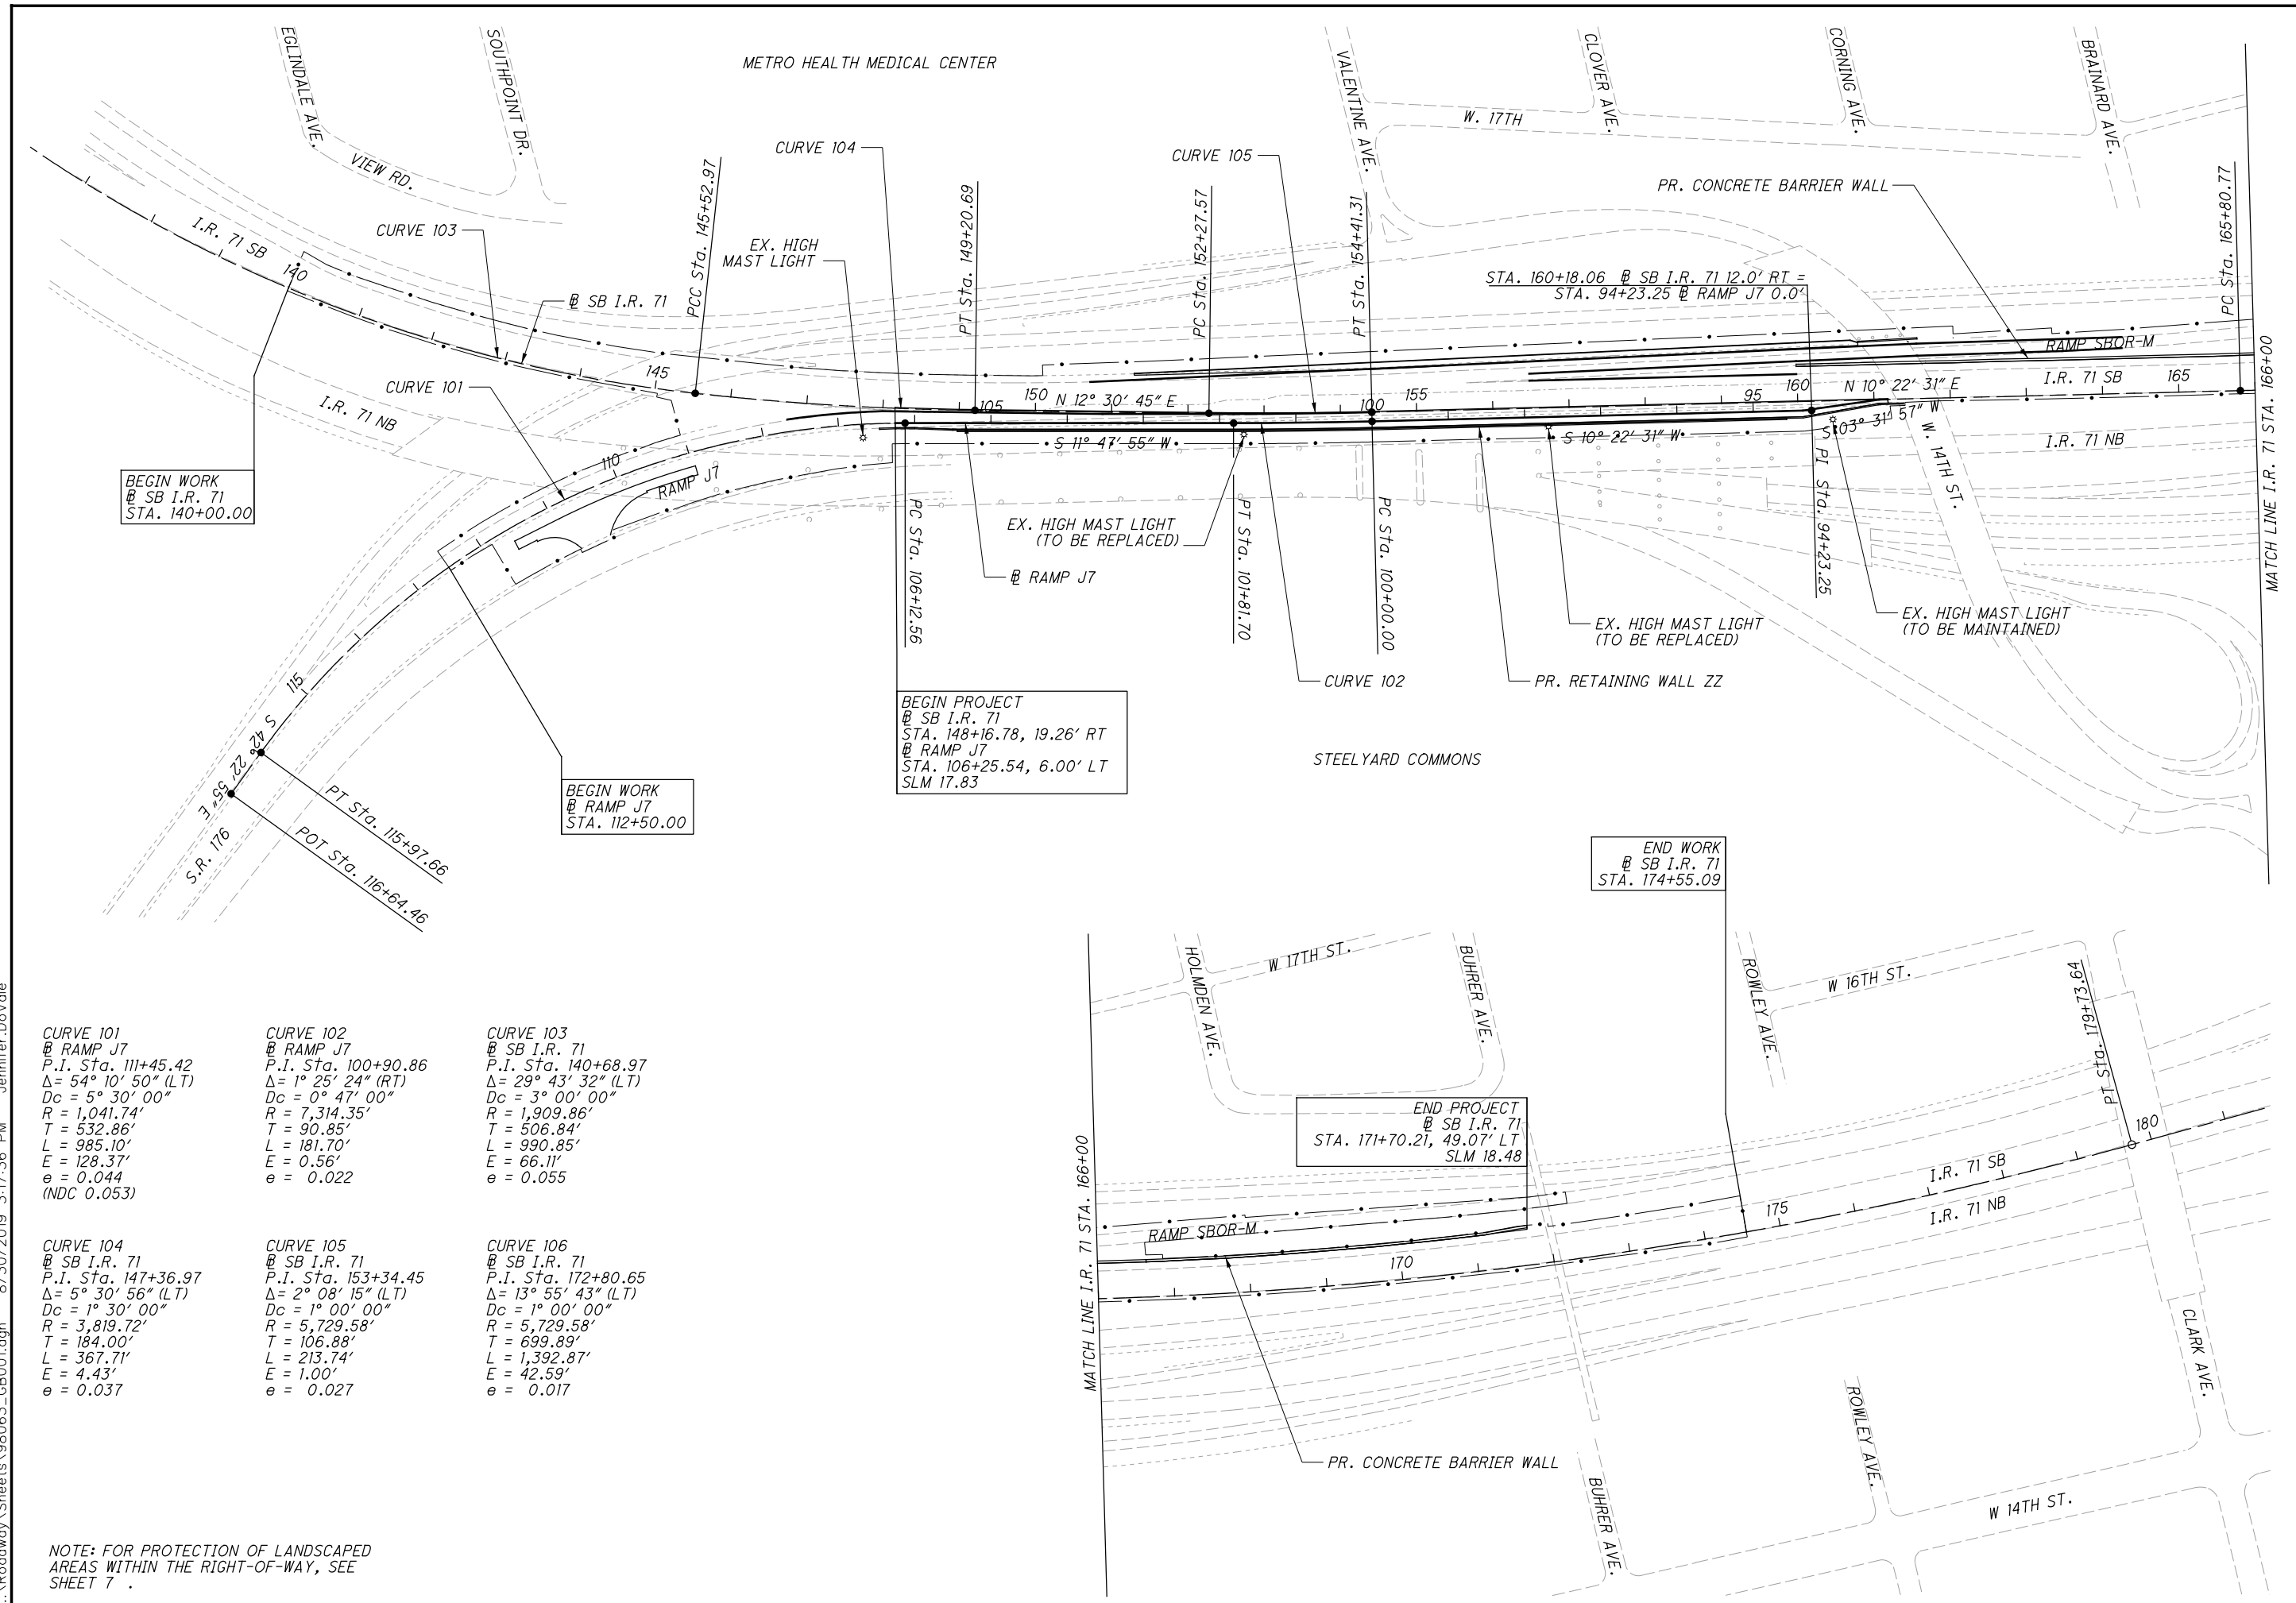 EGLINDALE AVE.
SOUTHPOINT DR.
VIEW RD.
METRO HEALTH MEDICAL CENTER
VALENTINE AVE.
CLOVER AVE.
CORNING AVE.
BRAINARD AVE.
W. 17TH
I.R. 71 SB
140
CURVE 103
℄ SB I.R. 71
PCC Sta. 145+52.97
145
CURVE 101
I.R. 71 NB
EX. HIGH
MAST LIGHT
CURVE 104
PT Sta. 149+20.69
CURVE 105
PC Sta. 152+27.57
PT Sta. 154+41.31
PR. CONCRETE BARRIER WALL
STA. 160+18.06 ℄ SB I.R. 71 12.0' RT =
STA. 94+23.25 ℄ RAMP J7 0.0'
PC Sta. 165+80.77
RAMP SBOR-M
105
150
N 12° 30' 45" E
100
155
95
160
N 10° 22' 31" E
I.R. 71 SB
165
S 11° 47' 55" W
S 10° 22' 31" W
S 03° 31' 57" W
W. 14TH ST.
I.R. 71 NB
MATCH LINE I.R. 71 STA. 166+00
BEGIN WORK
℄ SB I.R. 71
STA. 140+00.00
110
RAMP J7
PC Sta. 106+12.56
EX. HIGH MAST LIGHT
(TO BE REPLACED)
℄ RAMP J7
PT Sta. 101+81.70
PC Sta. 100+00.00
PI Sta. 94+23.25
EX. HIGH MAST LIGHT
(TO BE REPLACED)
EX. HIGH MAST LIGHT
(TO BE MAINTAINED)
CURVE 102
PR. RETAINING WALL ZZ
115
S 42° 22' 55" E
S.R. 176
PT Sta. 115+97.66
POT Sta. 116+64.46
BEGIN WORK
℄ RAMP J7
STA. 112+50.00
BEGIN PROJECT
℄ SB I.R. 71
STA. 148+16.78, 19.26' RT
℄ RAMP J7
STA. 106+25.54, 6.00' LT
SLM 17.83
STEELYARD COMMONS
END WORK
℄ SB I.R. 71
STA. 174+55.09
HOLMDEN AVE.
W 17TH ST.
BUHRER AVE.
ROWLEY AVE.
W 16TH ST.
PT Sta. 179+73.64
180
END PROJECT
℄ SB I.R. 71
STA. 171+70.21, 49.07' LT
SLM 18.48
I.R. 71 SB
I.R. 71 NB
175
RAMP SBOR-M
170
MATCH LINE I.R. 71 STA. 166+00
PR. CONCRETE BARRIER WALL
BUHRER AVE.
ROWLEY AVE.
CLARK AVE.
W 14TH ST.
CURVE 101
℄ RAMP J7
P.I. Sta. 111+45.42
Δ= 54° 10' 50" (LT)
Dc = 5° 30' 00"
R = 1,041.74'
T = 532.86'
L = 985.10'
E = 128.37'
e = 0.044
(NDC 0.053)
CURVE 102
℄ RAMP J7
P.I. Sta. 100+90.86
Δ= 1° 25' 24" (RT)
Dc = 0° 47' 00"
R = 7,314.35'
T = 90.85'
L = 181.70'
E = 0.56'
e = 0.022
CURVE 103
℄ SB I.R. 71
P.I. Sta. 140+68.97
Δ= 29° 43' 32" (LT)
Dc = 3° 00' 00"
R = 1,909.86'
T = 506.84'
L = 990.85'
E = 66.11'
e = 0.055
CURVE 104
℄ SB I.R. 71
P.I. Sta. 147+36.97
Δ= 5° 30' 56" (LT)
Dc = 1° 30' 00"
R = 3,819.72'
T = 184.00'
L = 367.71'
E = 4.43'
e = 0.037
CURVE 105
℄ SB I.R. 71
P.I. Sta. 153+34.45
Δ= 2° 08' 15" (LT)
Dc = 1° 00' 00"
R = 5,729.58'
T = 106.88'
L = 213.74'
E = 1.00'
e = 0.027
CURVE 106
℄ SB I.R. 71
P.I. Sta. 172+80.65
Δ= 13° 55' 43" (LT)
Dc = 1° 00' 00"
R = 5,729.58'
T = 699.89'
L = 1,392.87'
E = 42.59'
e = 0.017
NOTE: FOR PROTECTION OF LANDSCAPED
AREAS WITHIN THE RIGHT-OF-WAY, SEE
SHEET 7 .